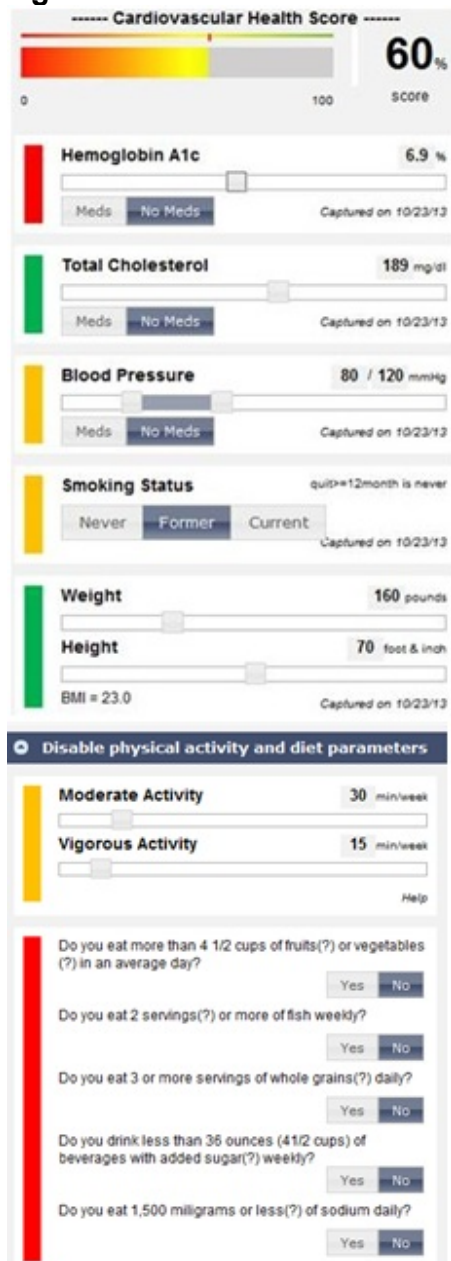 ------ Cardiovascular Health Score ------
60%
0 100 score
Hemoglobin A1c 6.9 %
Meds No Meds Captured on 10/23/13
Total Cholesterol 189 mg/dl
Meds No Meds Captured on 10/23/13
Blood Pressure 80 / 120 mmHg
Meds No Meds Captured on 10/23/13
Smoking Status quit>=12month is never
Never Former Current
Captured on 10/23/13
Weight 160 pounds
Height 70 foot & inch
BMI = 23.0 Captured on 10/23/13
Disable physical activity and diet parameters
Moderate Activity 30 min/week
Vigorous Activity 15 min/week
Help
Do you eat more than 4 1/2 cups of fruits(?) or vegetables
(?) in an average day?
Yes No
Do you eat 2 servings(?) or more of fish weekly?
Yes No
Do you eat 3 or more servings of whole grains(?) daily?
Yes No
Do you drink less than 36 ounces (41/2 cups) of
beverages with added sugar(?) weekly?
Yes No
Do you eat 1,500 miligrams or less(?) of sodium daily?
Yes No